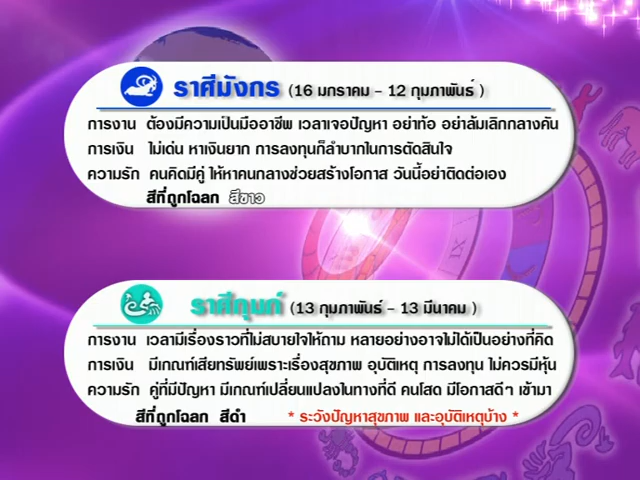 ราศีมังกร (16 มกราคม - 12 กุมภาพันธ์ )
การงาน ต้องมีความเป็นมืออาชีพ เวลาเจอปัญหา อย่าท้อ อย่าล้มเลิกกลางคัน
การเงิน ไม่เด่น หาเงินยาก การลงทุนก็ลำบากในการตัดสินใจ
ความรัก คนคิดมีคู่ ให้หาคนกลางช่วยสร้างโอกาส วันนี้อย่าติดต่อเอง
สีที่ถูกโฉลก สีขาว
ราศีกุมภ์ (13 กุมภาพันธ์ - 13 มีนาคม )
การงาน เวลามีเรื่องราวที่ไม่สบายใจให้ถาม หลายอย่างอาจไม่ได้เป็นอย่างที่คิด
การเงิน มีเกณฑ์เสียทรัพย์เพราะเรื่องสุขภาพ อุบัติเหตุ การลงทุน ไม่ควรมีหุ้น
ความรัก คู่ที่มีปัญหา มีเกณฑ์เปลี่ยนแปลงในทางที่ดี คนโสด มีโอกาสดีๆ เข้ามา
สีที่ถูกโฉลก สีดำ * ระวังปัญหาสุขภาพ และอุบัติเหตุบ้าง *